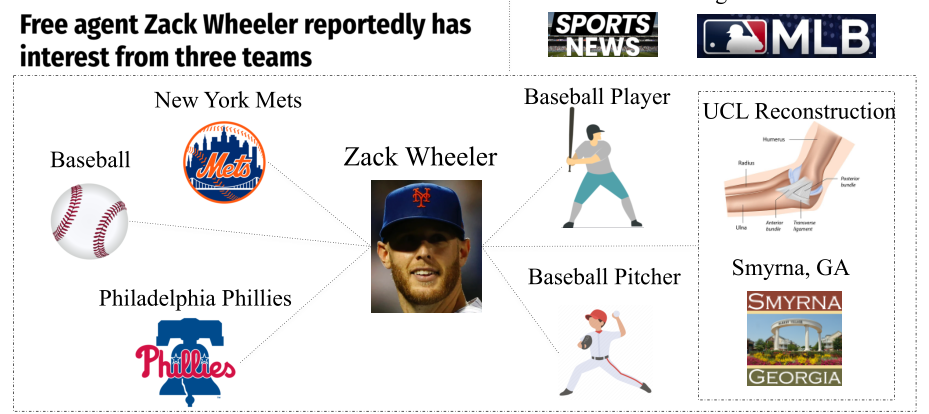 Free agent Zack Wheeler reportedly has
interest from three teams
SPORTS
NEWS
MLB
New York Mets
Mets
Baseball
Zack Wheeler
Baseball Player
UCL Reconstruction
Humerus
Radius
Posterior
bundle
Ulna
Anterior
bundle
Transverse
ligament
Philadelphia Phillies
Phillies
Baseball Pitcher
Smyrna, GA
SMYRNA
GEORGIA